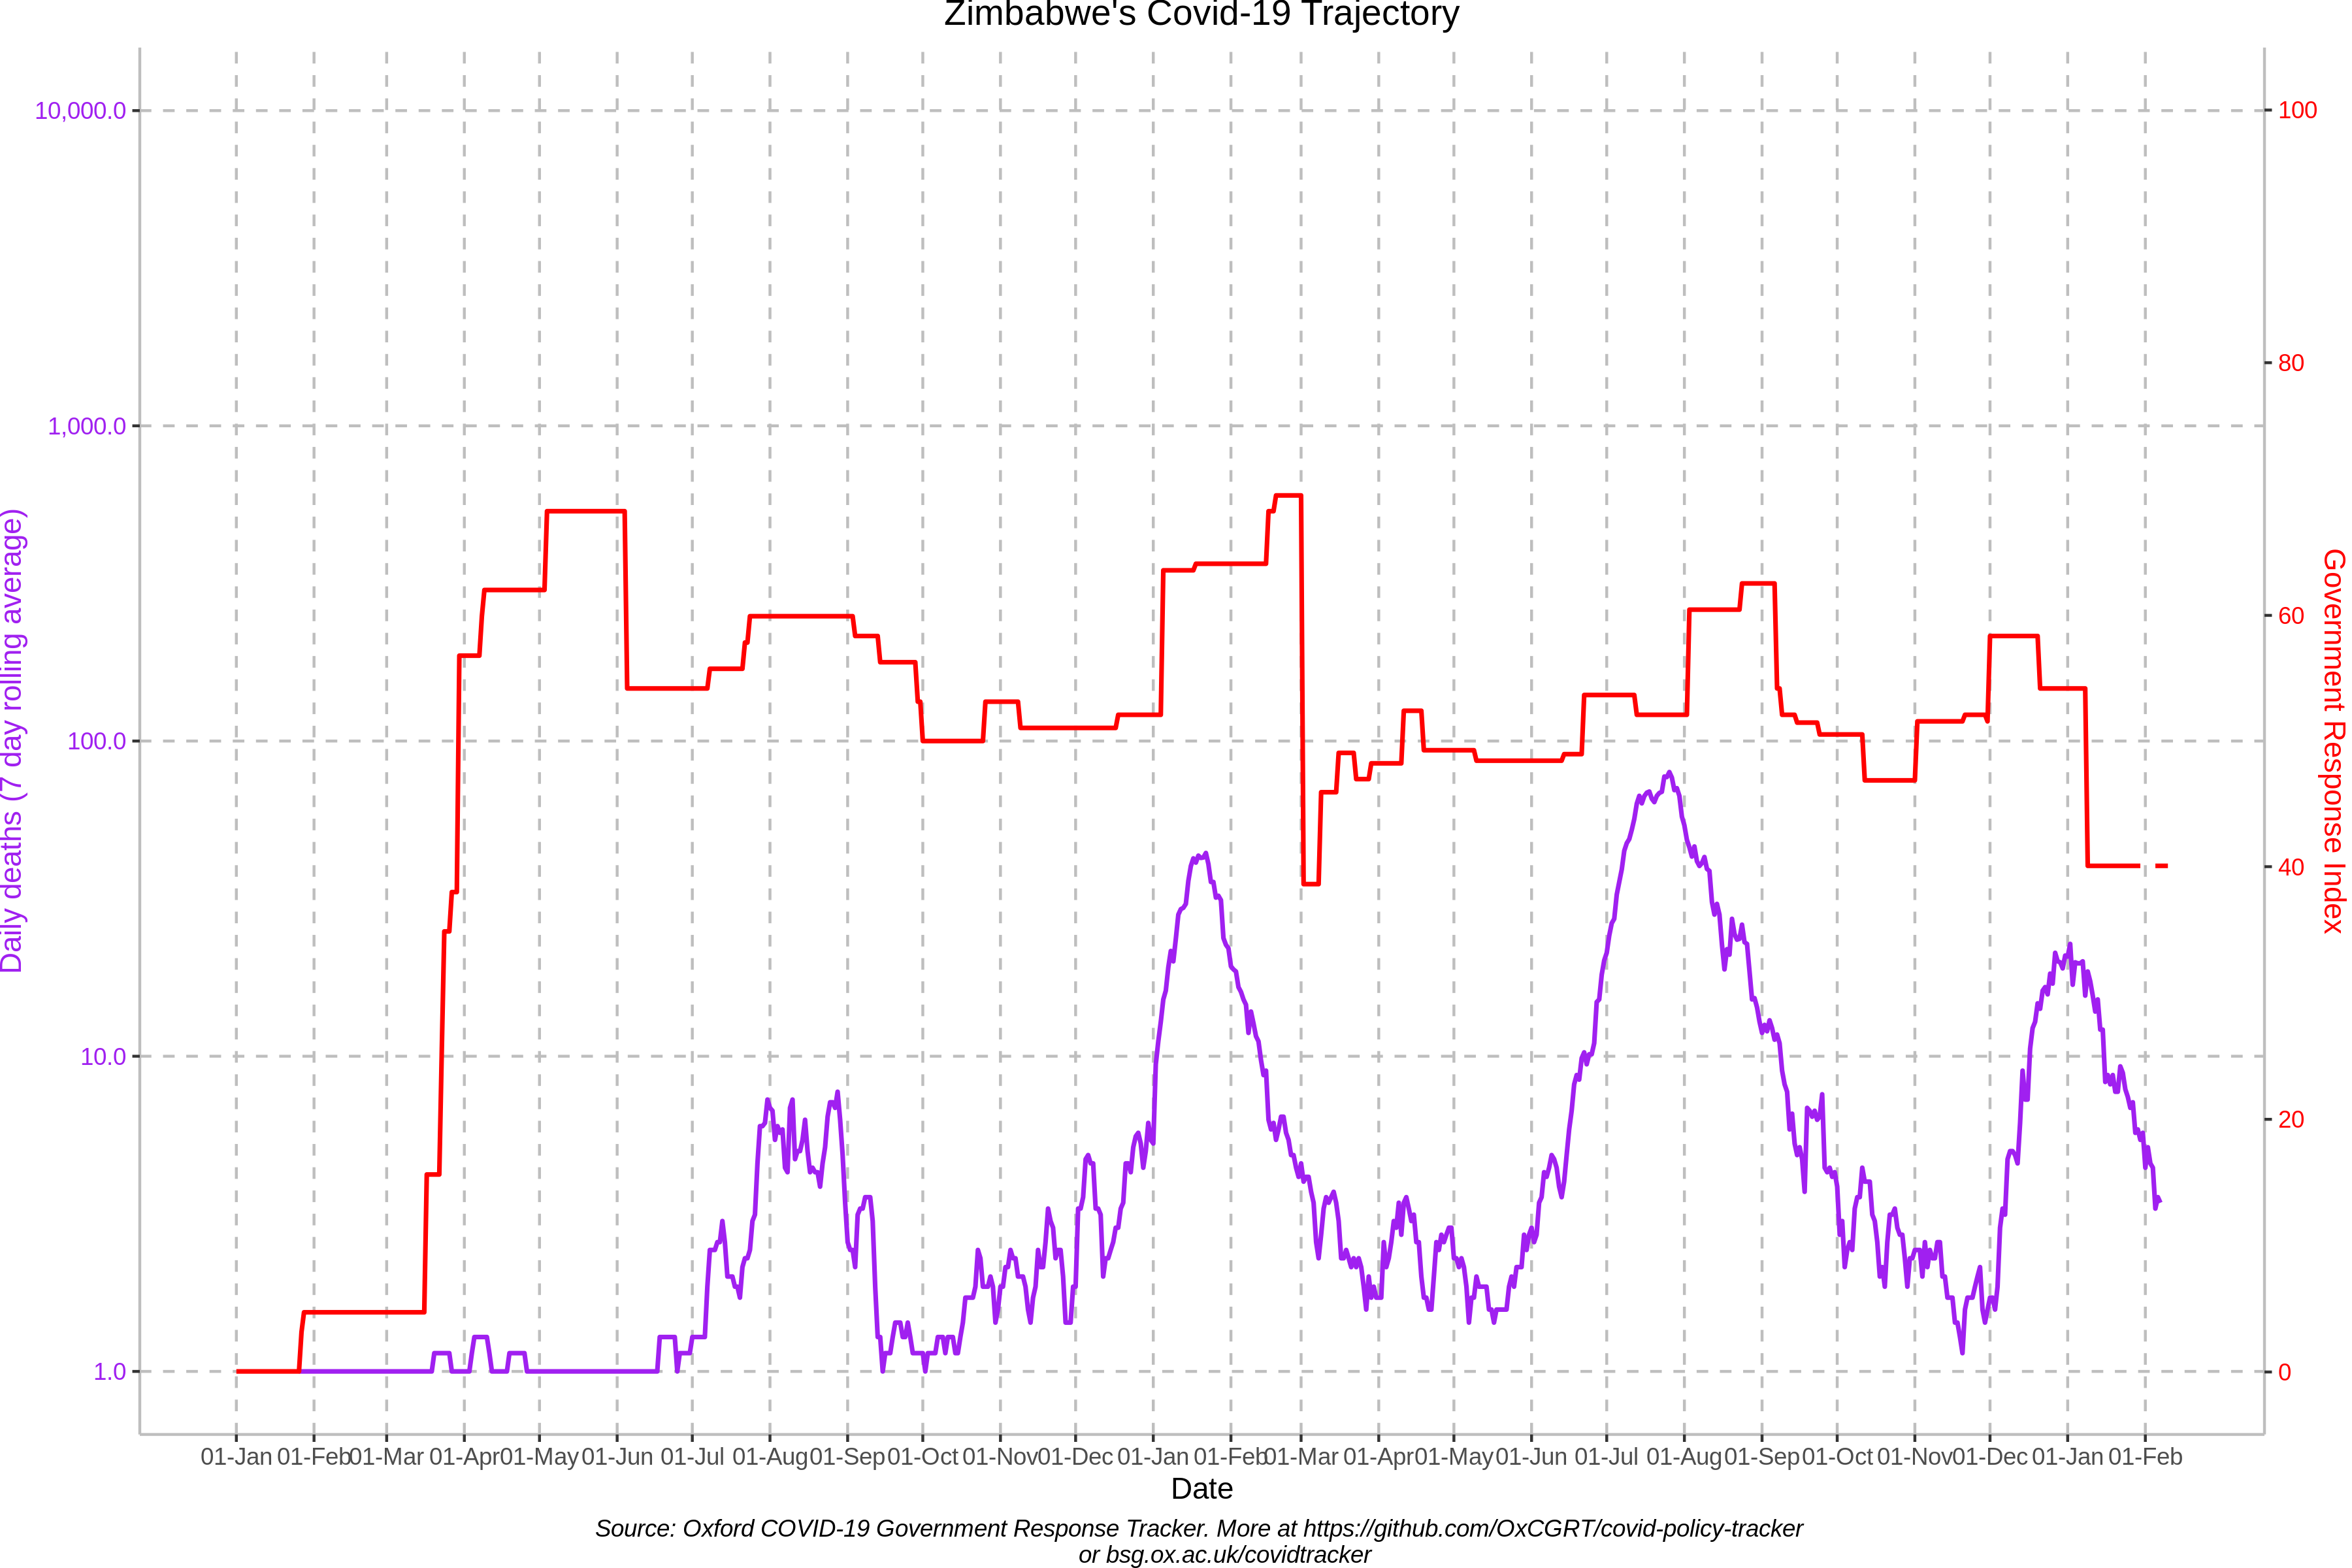 Zimbabwe's Covid-19 Trajectory
10,000.0
1,000.0
100.0
10.0
1.0
Daily deaths (7 day rolling average)
100
80
60
40
20
0
Government Response Index
01-Jan 01-Feb 01-Mar 01-Apr 01-May 01-Jun 01-Jul 01-Aug 01-Sep 01-Oct 01-Nov 01-Dec 01-Jan 01-Feb 01-Mar 01-Apr 01-May 01-Jun 01-Jul 01-Aug 01-Sep 01-Oct 01-Nov 01-Dec 01-Jan 01-Feb
Date
Source: Oxford COVID-19 Government Response Tracker. More at https://github.com/OxCGRT/covid-policy-tracker
or bsg.ox.ac.uk/covidtracker